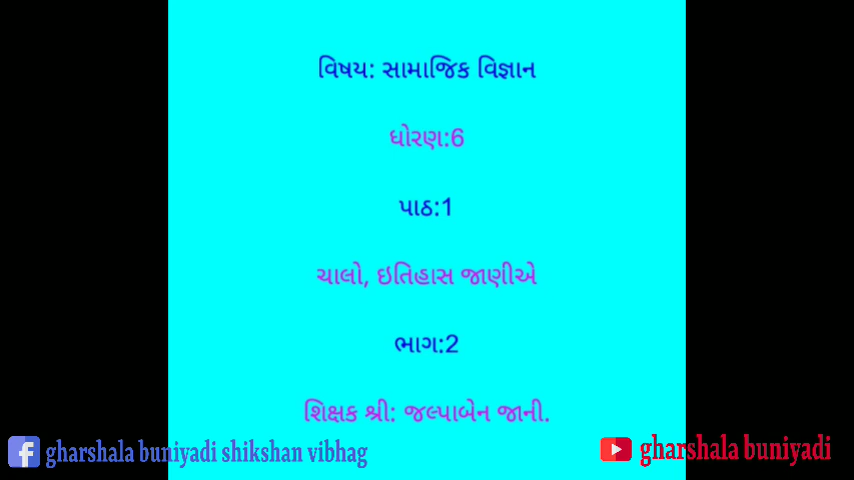 વિષય: સામાજિક વિજ્ઞાન
ધોરણ:6
પાઠ:1
ચાલો, ઇતિહાસ જાણીએ
ભાગ:2
શિક્ષક શ્રી: જલ્પાબેન જાની.
gharshala buniyadi shikshan vibhag
gharshala buniyadi